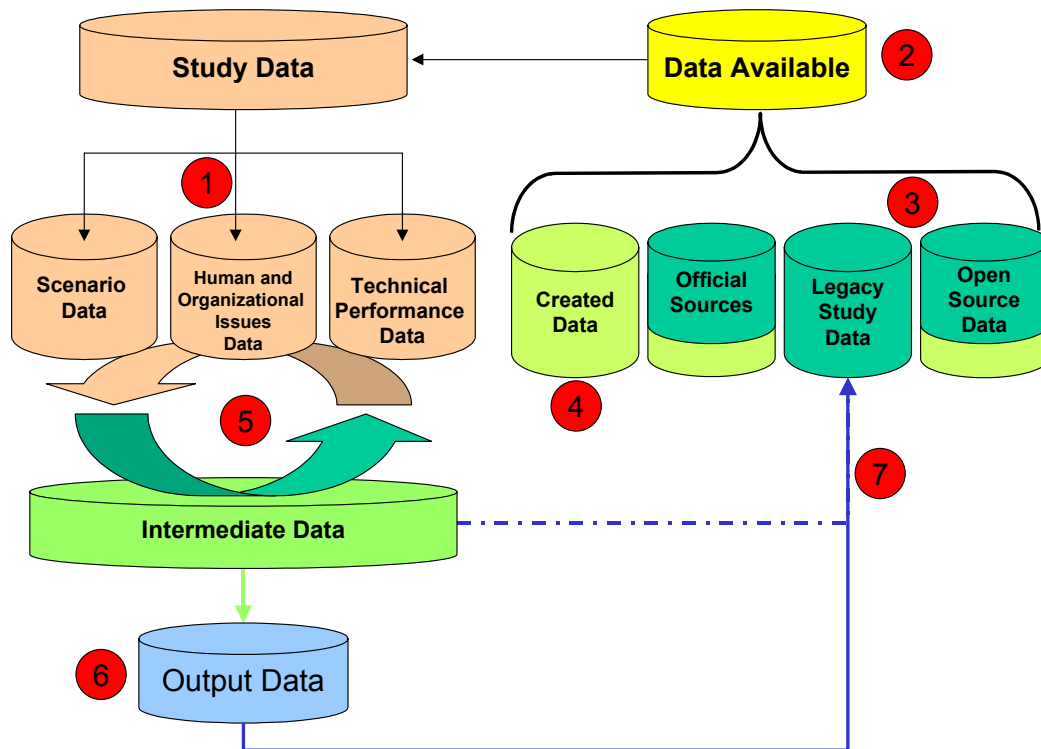 Study Data
Data Available
2
1
3
Scenario
Data
Human and
Organizational
Issues
Data
Technical
Performance
Data
Created
Data
Official
Sources
Legacy
Study
Data
Open
Source
Data
4
5
7
Intermediate Data
6
Output Data